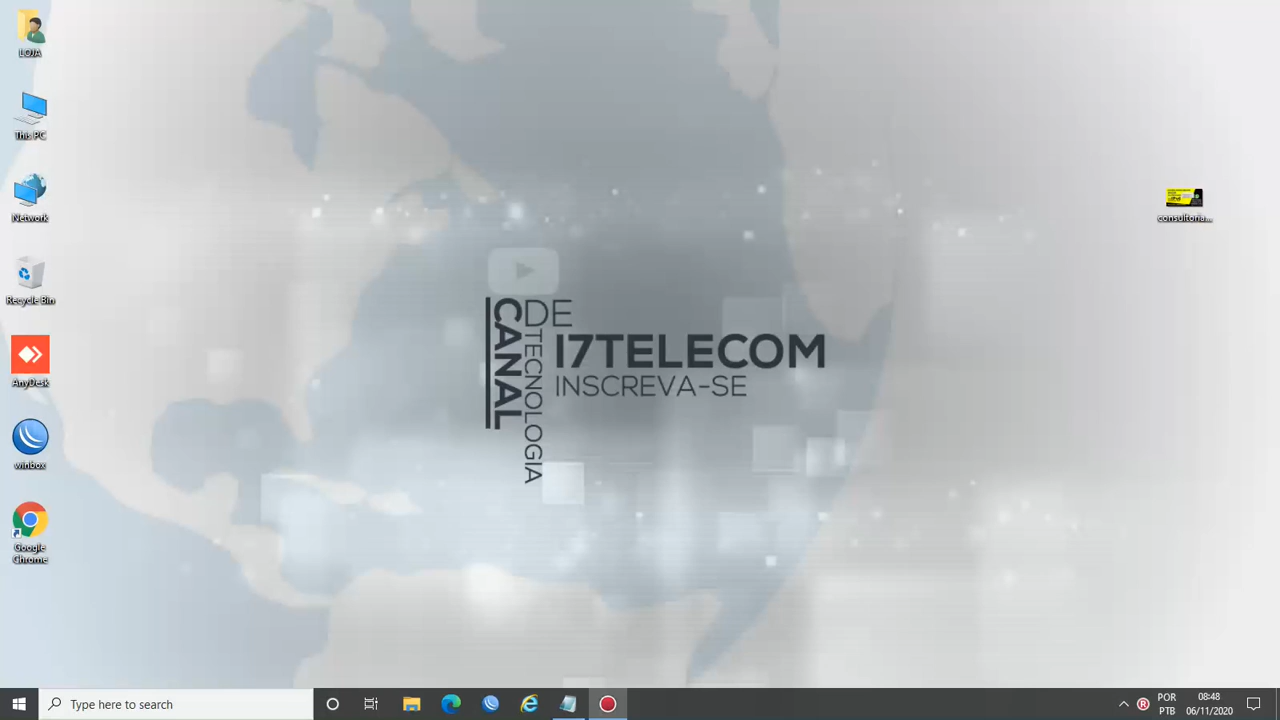 LOJA
This PC
Network
Recycle Bin
AnyDesk
winbox
Google
Chrome
consultoria...
CANAL
DE
TECNOLOGIA
I7TELECOM
INSCREVA-SE
Type here to search
POR
PTB
08:48
06/11/2020